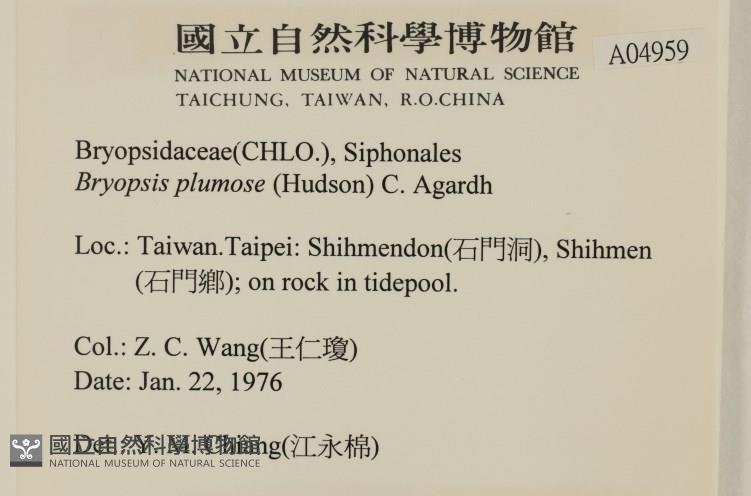 國立自然科學博物館
A04959
NATIONAL MUSEUM OF NATURAL SCIENCE
TAICHUNG, TAIWAN, R.O.CHINA
Bryopsidaceae(CHLO.), Siphonales
Bryopsis plumose (Hudson) C. Agardh
Loc.: Taiwan.Taipei: Shihmendon(石門洞), Shihmen
(石門鄉); on rock in tidepool.
Col.: Z. C. Wang(王仁瓊)
Date: Jan. 22, 1976
Det.: Y. M. Chiang(江永棉)
國立自然科學博物館
NATIONAL MUSEUM OF NATURAL SCIENCE